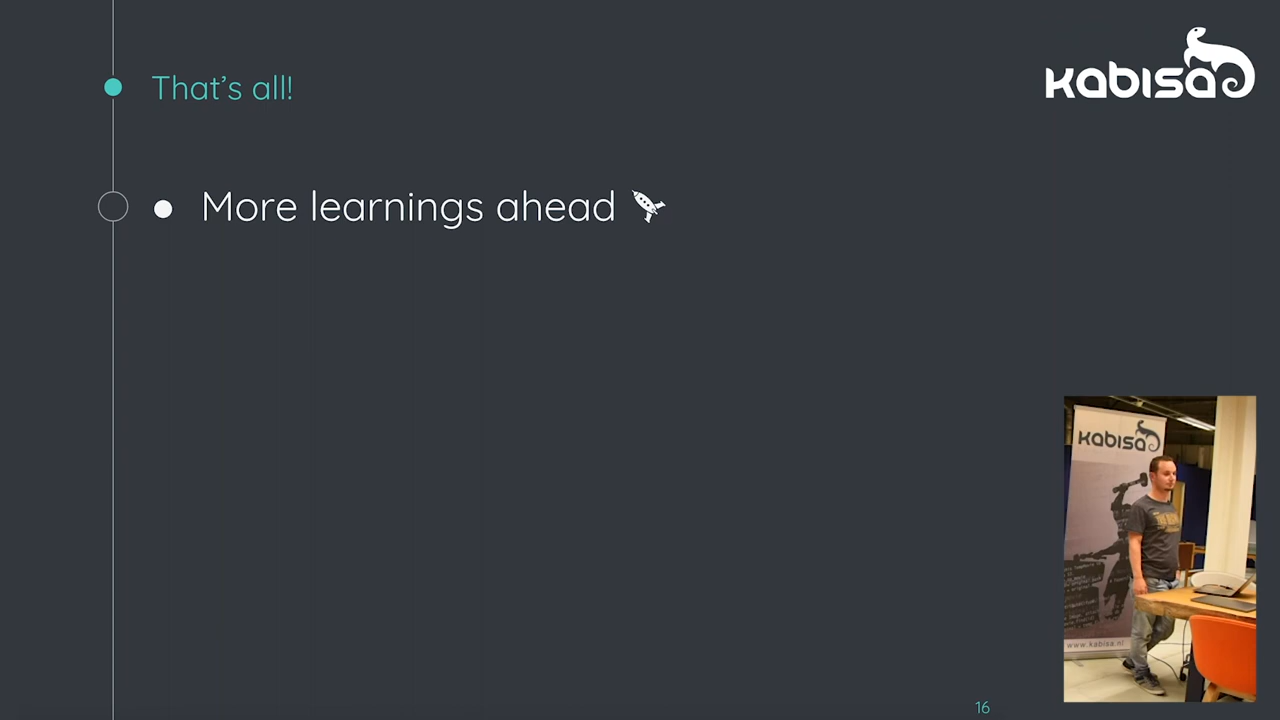 That's all!
kabisa
● More learnings ahead
kabisa
www.kabisa.nl
16